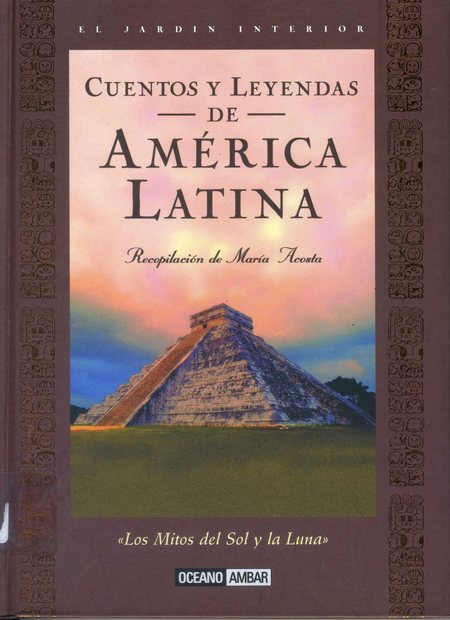 EL JARDIN INTERIOR
CUENTOS Y LEYENDAS
— DE —
AMÉRICA
LATINA
Recopilación de María Acosta
«Los Mitos del Sol y la Luna»
OCEANO AMBAR